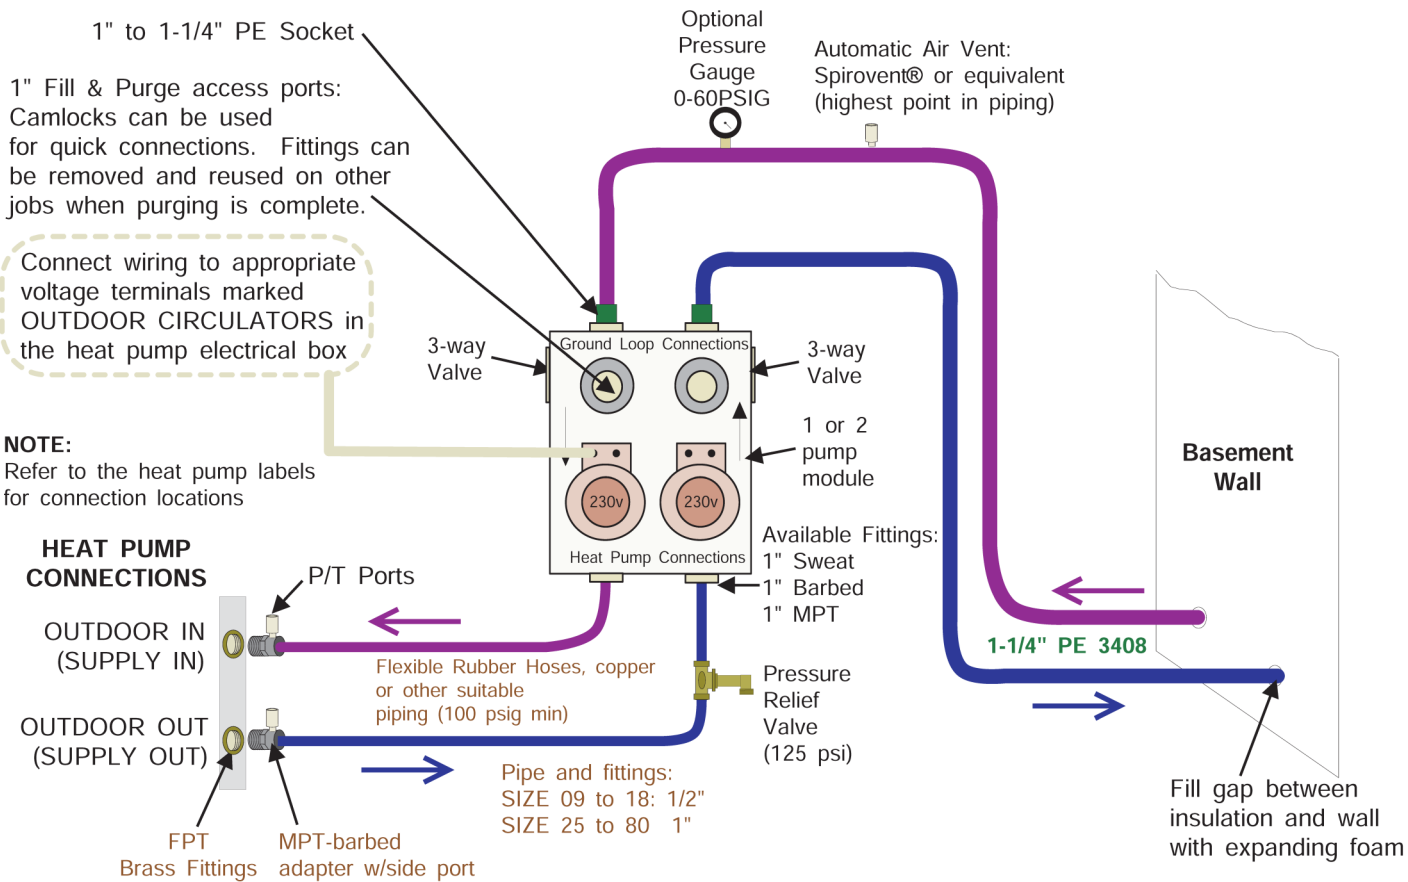 1" to 1-1/4" PE Socket
1" Fill & Purge access ports:
Camlocks can be used
for quick connections. Fittings can
be removed and reused on other
jobs when purging is complete.
Connect wiring to appropriate
voltage terminals marked
OUTDOOR CIRCULATORS in
the heat pump electrical box
NOTE:
Refer to the heat pump labels
for connection locations
Optional
Pressure
Gauge
0-60PSIG
Automatic Air Vent:
Spirovent® or equivalent
(highest point in piping)
3-way
Valve
Ground Loop Connections
3-way
Valve
1 or 2
pump
module
230v
230v
Heat Pump Connections
Available Fittings:
1" Sweat
1" Barbed
1" MPT
Basement
Wall
1-1/4" PE 3408
HEAT PUMP
CONNECTIONS
P/T Ports
OUTDOOR IN
(SUPPLY IN)
Flexible Rubber Hoses, copper
or other suitable
piping (100 psig min)
Pressure
Relief
Valve
(125 psi)
OUTDOOR OUT
(SUPPLY OUT)
Pipe and fittings:
SIZE 09 to 18: 1/2"
SIZE 25 to 80 1"
FPT
Brass Fittings
MPT-barbed
adapter w/side port
Fill gap between
insulation and wall
with expanding foam